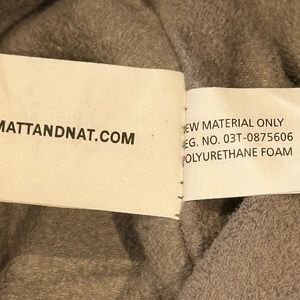 MATTANDNAT.COM
EW MATERIAL ONLY
EG. NO. 03T-0875606
OLYURETHANE FOAM